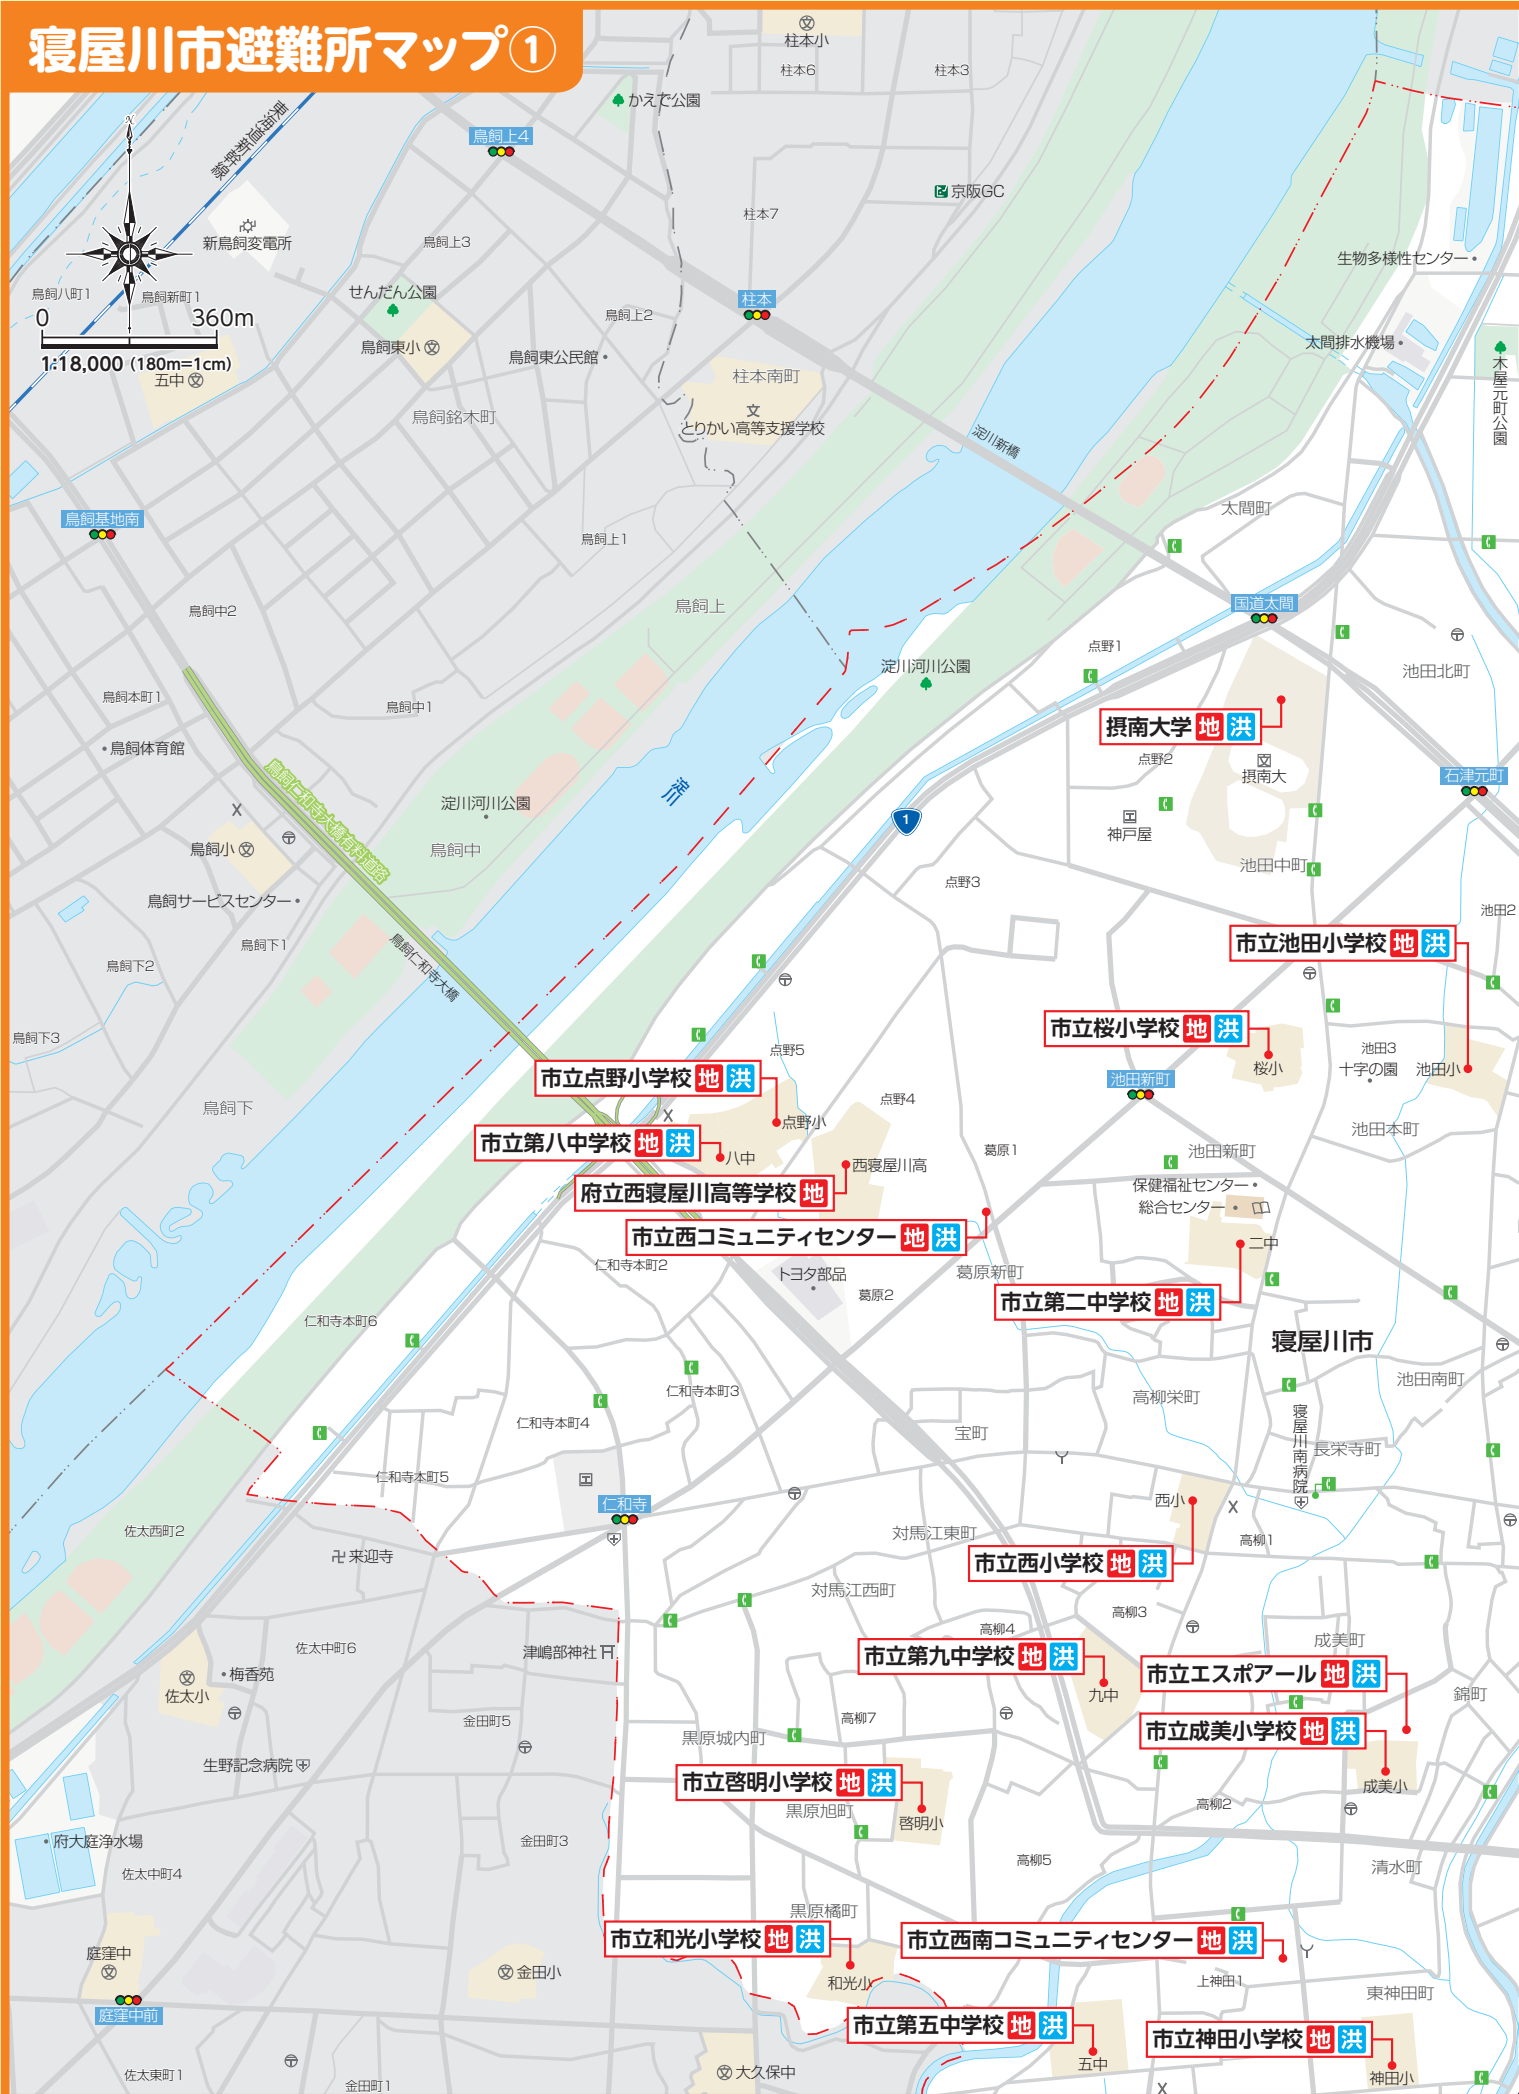 寝屋川市避難所マップ①
柱本小
柱本6
柱本3
かえで公園
東海道新幹線
N
鳥飼上4
京阪GC
新鳥飼変電所
鳥飼上3
柱本7
生物多様性センター
鳥飼八町1
鳥飼新町1
せんだん公園
柱本
0
360m
鳥飼上2
鳥飼東小
鳥飼東公民館
太間排水機場
1:18,000(180m=1cm)
五中
柱本南町
木屋元町公園
鳥飼銘木町
とりかい高等支援学校
淀川新橋
鳥飼基地南
太間町
鳥飼上1
鳥飼中2
鳥飼上
国道太間
点野1
淀川河川公園
池田北町
鳥飼本町1
鳥飼中1
摂南大学 地 洪
鳥飼体育館
点野2
摂南大
石津元町
鳥飼仁和寺大橋有料道路
淀川
淀川河川公園
1
神戸屋
鳥飼小
鳥飼中
池田中町
点野3
鳥飼サービスセンター
池田2
鳥飼下1
鳥飼仁和寺大橋
市立池田小学校 地 洪
鳥飼下2
市立桜小学校 地 洪
鳥飼下3
点野5
池田3
桜小
十字の園
池田小
市立点野小学校 地 洪
池田新町
鳥飼下
点野4
点野小
池田本町
市立第八中学校 地 洪
八中
西寝屋川高
葛原1
池田新町
保健福祉センター
府立西寝屋川高等学校 地
総合センター
市立西コミュニティセンター 地 洪
二中
仁和寺本町2
トヨタ部品
葛原新町
葛原2
市立第二中学校 地 洪
仁和寺本町6
寝屋川市
仁和寺本町3
池田南町
高柳栄町
仁和寺本町4
宝町
寝屋川南病院
長栄寺町
仁和寺本町5
仁和寺
西小
佐太西町2
対馬江東町
高柳1
来迎寺
市立西小学校 地 洪
対馬江西町
高柳3
高柳4
成美町
佐太中町6
津嶋部神社
市立第九中学校 地 洪
梅香苑
市立エスポアール 地 洪
佐太小
九中
錦町
金田町5
高柳7
黒原城内町
市立成美小学校 地 洪
生野記念病院
市立啓明小学校 地 洪
成美小
黒原旭町
高柳2
啓明小
府大庭浄水場
金田町3
佐太中町4
高柳5
清水町
黒原橘町
市立和光小学校 地 洪
市立西南コミュニティセンター 地 洪
庭窪中
金田小
和光小
上神田1
東神田町
庭窪中前
市立第五中学校 地 洪
市立神田小学校 地 洪
五中
佐太東町1
大久保中
神田小
金田町1